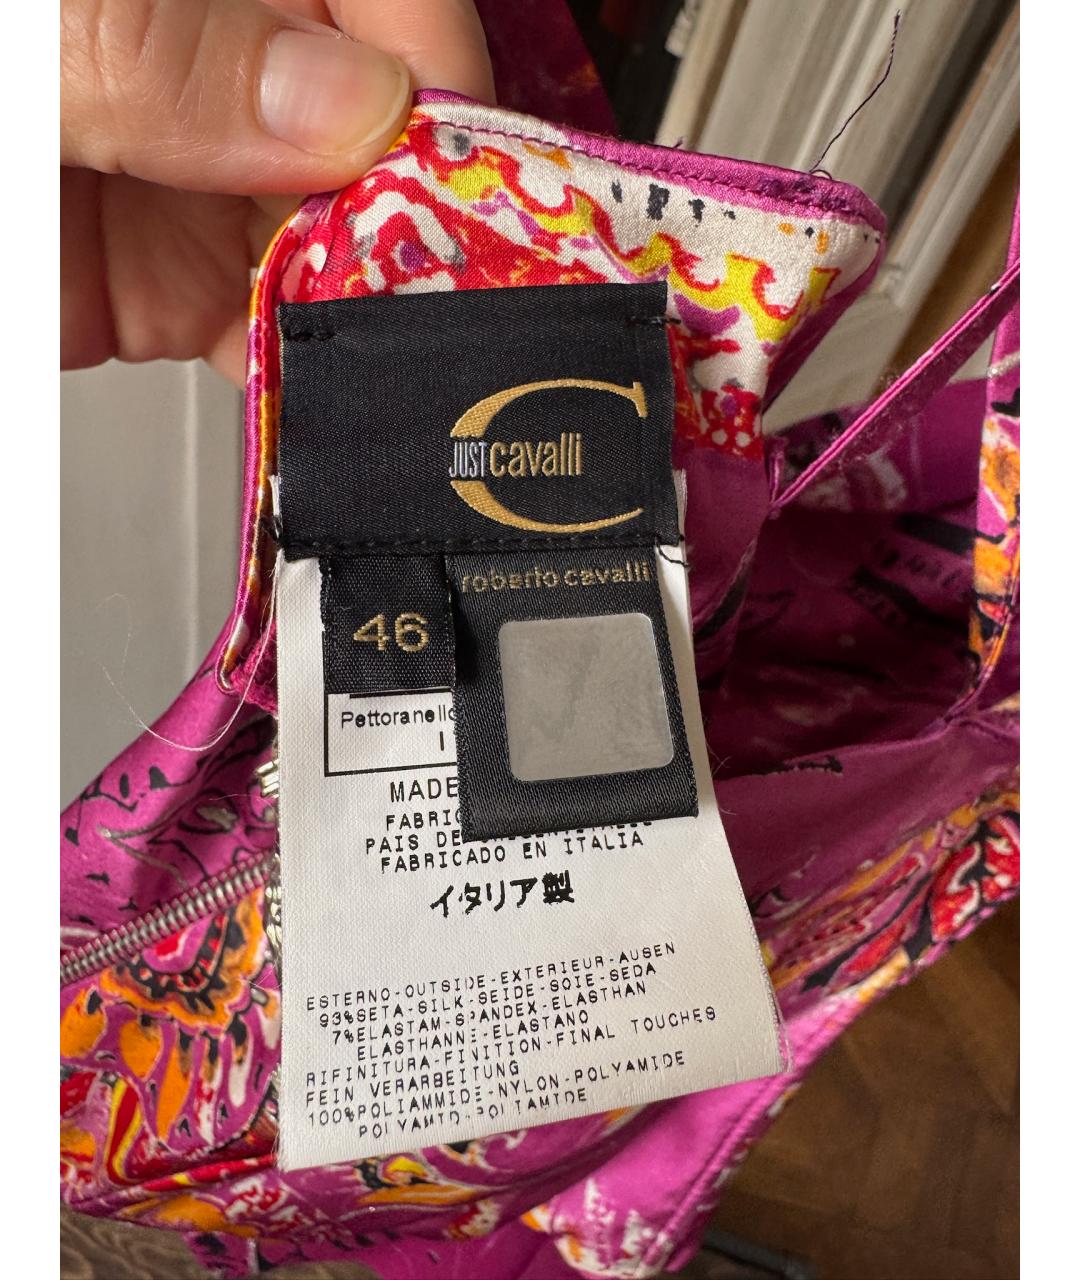 JUST cavalli
roberto cavalli
46
Pettoranello
I
MADE
FABRIC
PAIS DE
FABRICADO EN ITALIA
イタリア製
ESTERNO-OUTSIDE-EXTERIEUR-AUSEN
93%SETA-SILK-SEIDE-SOIE-SEDA
7%ELASTAM-SPANDEX-ELASTHAN
ELASTHANNE-ELASTANO
RIFINITURA-FINITION-FINAL TOUCHES
FEIN VERARBEITUNG
100%POLIAMMIDE-NYLON-POLYAMIDE
POLYAMID-POLIAMIDE